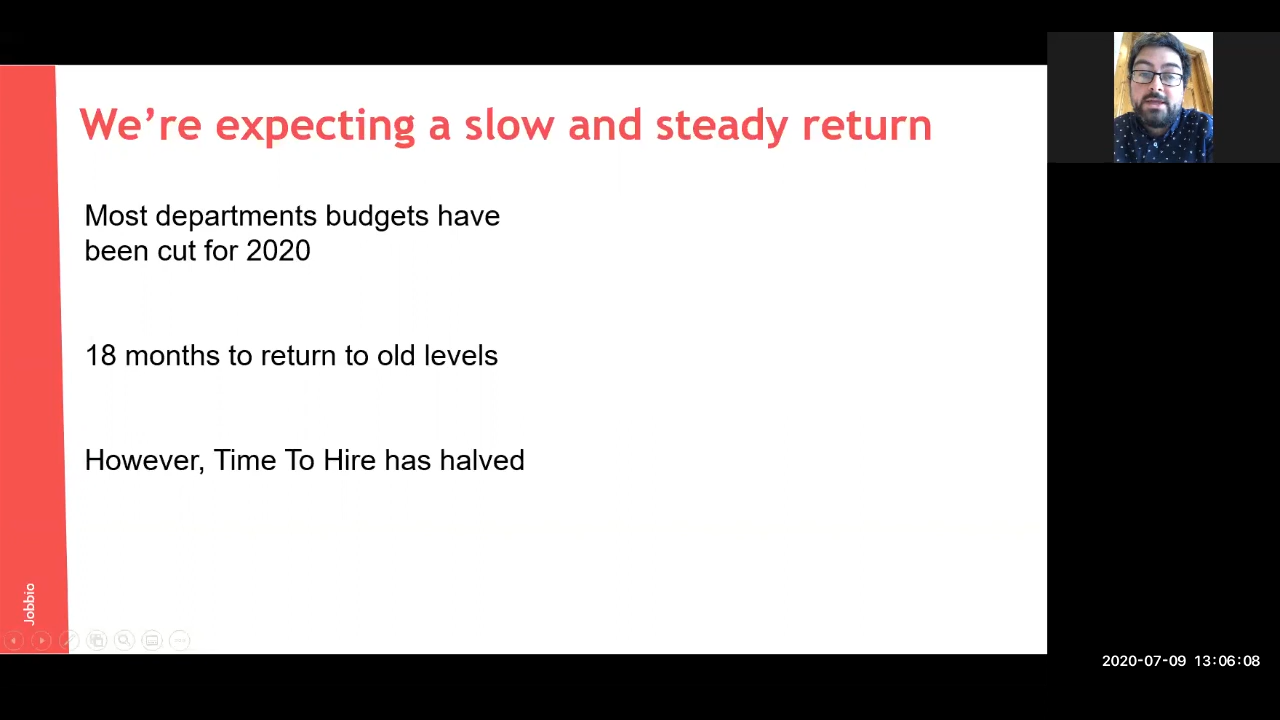 We're expecting a slow and steady return
Most departments budgets have
been cut for 2020
18 months to return to old levels
However, Time To Hire has halved
Jobbio
2020-07-09 13:06:08